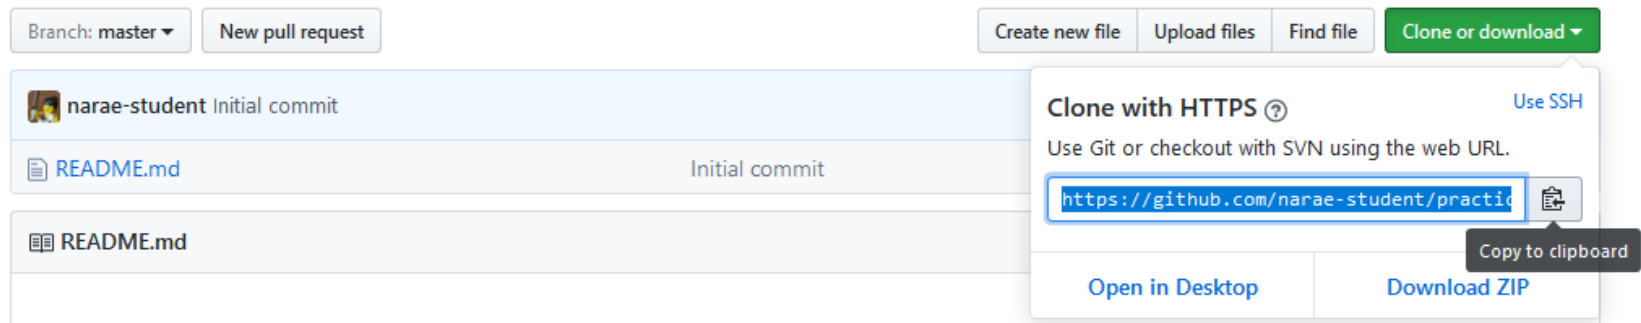 Branch: master New pull request Create new file Upload files Find file Clone or download
narae-student Initial commit
README.md Initial commit
README.md
Clone with HTTPS ? Use SSH
Use Git or checkout with SVN using the web URL.
https://github.com/narae-student/practic
Copy to clipboard
Open in Desktop Download ZIP